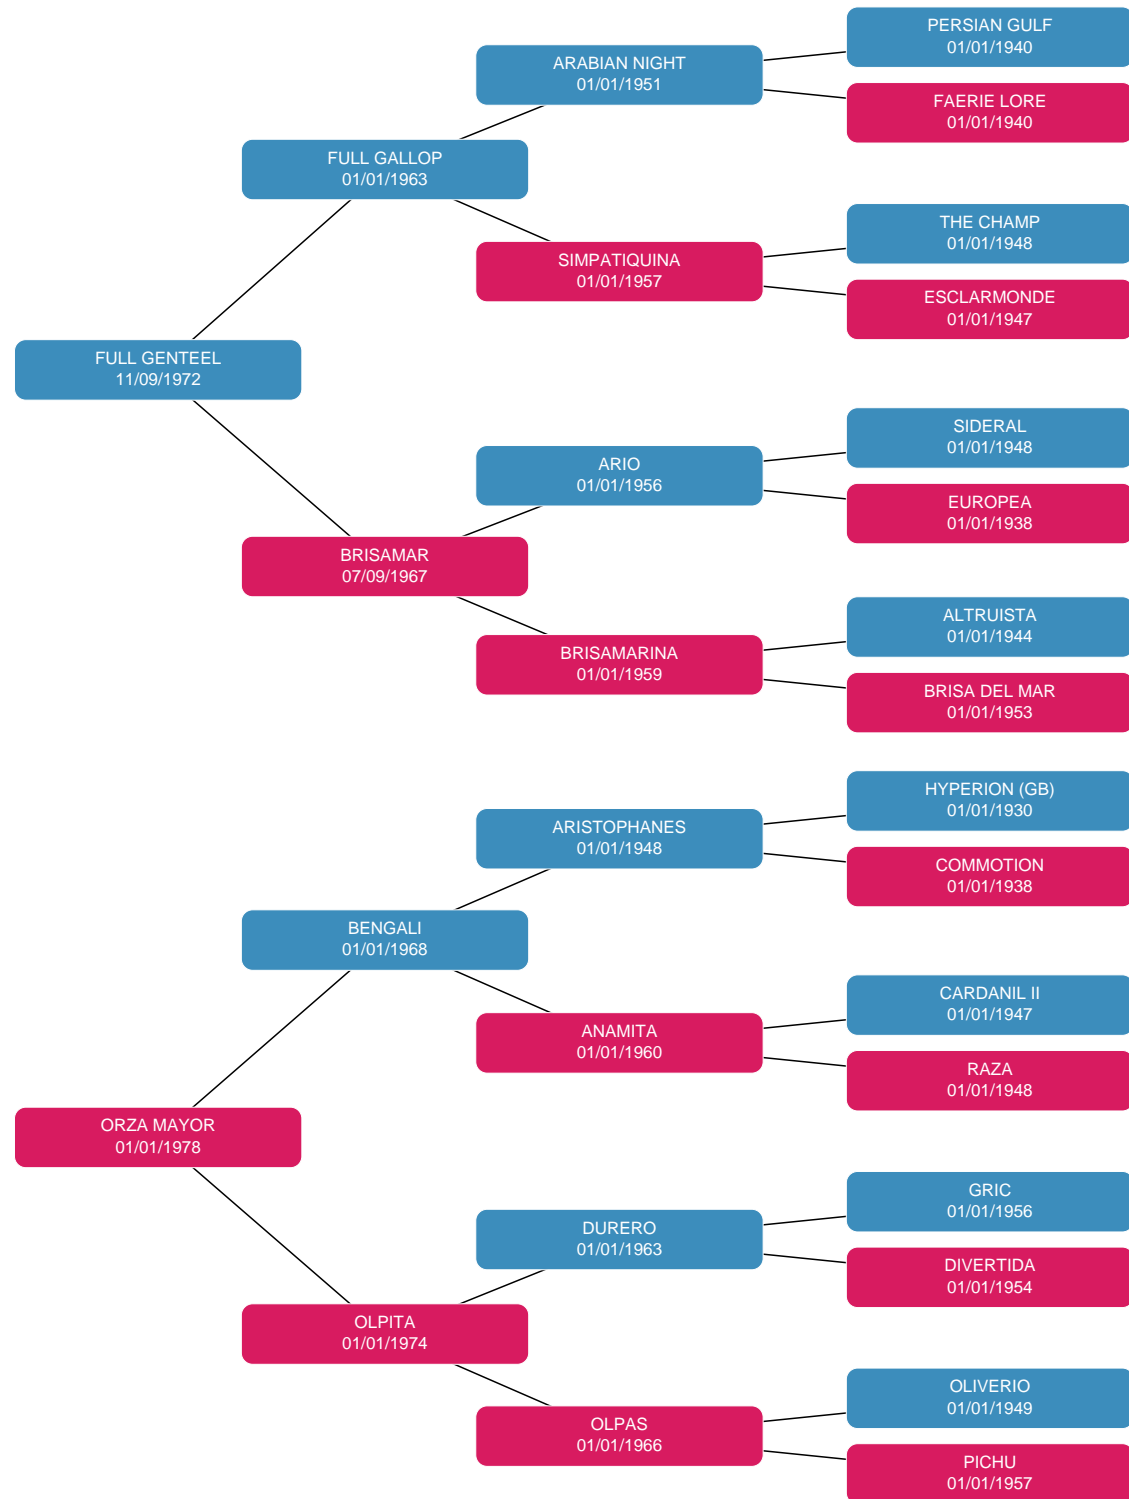 PERSIAN GULF
01/01/1940
ARABIAN NIGHT
01/01/1951
FAERIE LORE
01/01/1940
FULL GALLOP
01/01/1963
THE CHAMP
01/01/1948
SIMPATIQUINA
01/01/1957
ESCLARMONDE
01/01/1947
FULL GENTEEL
11/09/1972
SIDERAL
01/01/1948
ARIO
01/01/1956
EUROPEA
01/01/1938
BRISAMAR
07/09/1967
ALTRUISTA
01/01/1944
BRISAMARINA
01/01/1959
BRISA DEL MAR
01/01/1953
HYPERION (GB)
01/01/1930
ARISTOPHANES
01/01/1948
COMMOTION
01/01/1938
BENGALI
01/01/1968
CARDANIL II
01/01/1947
ANAMITA
01/01/1960
RAZA
01/01/1948
ORZA MAYOR
01/01/1978
GRIC
01/01/1956
DURERO
01/01/1963
DIVERTIDA
01/01/1954
OLPITA
01/01/1974
OLIVERIO
01/01/1949
OLPAS
01/01/1966
PICHU
01/01/1957